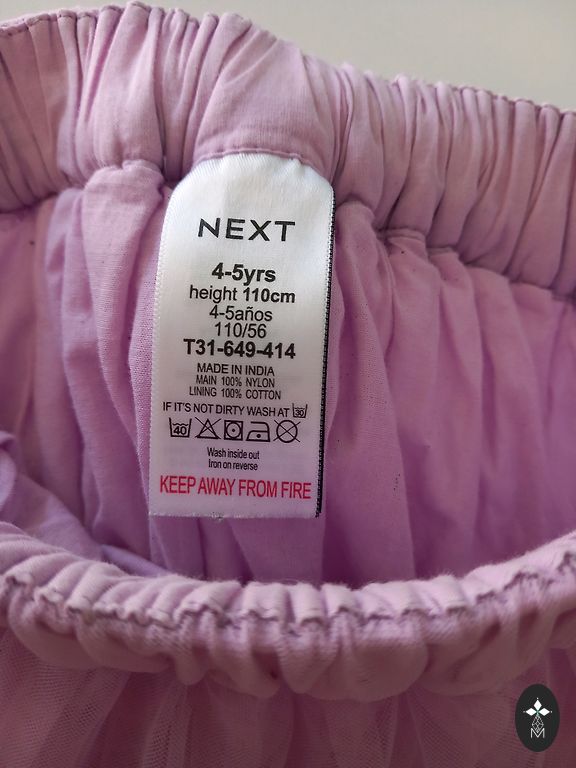 NEXT
4-5yrs
height 110cm
4-5años
110/56
T31-649-414
MADE IN INDIA
MAIN 100% NYLON
LINING 100% COTTON
IF IT'S NOT DIRTY WASH AT 30
40
Wash inside out
Iron on reverse
KEEP AWAY FROM FIRE
M